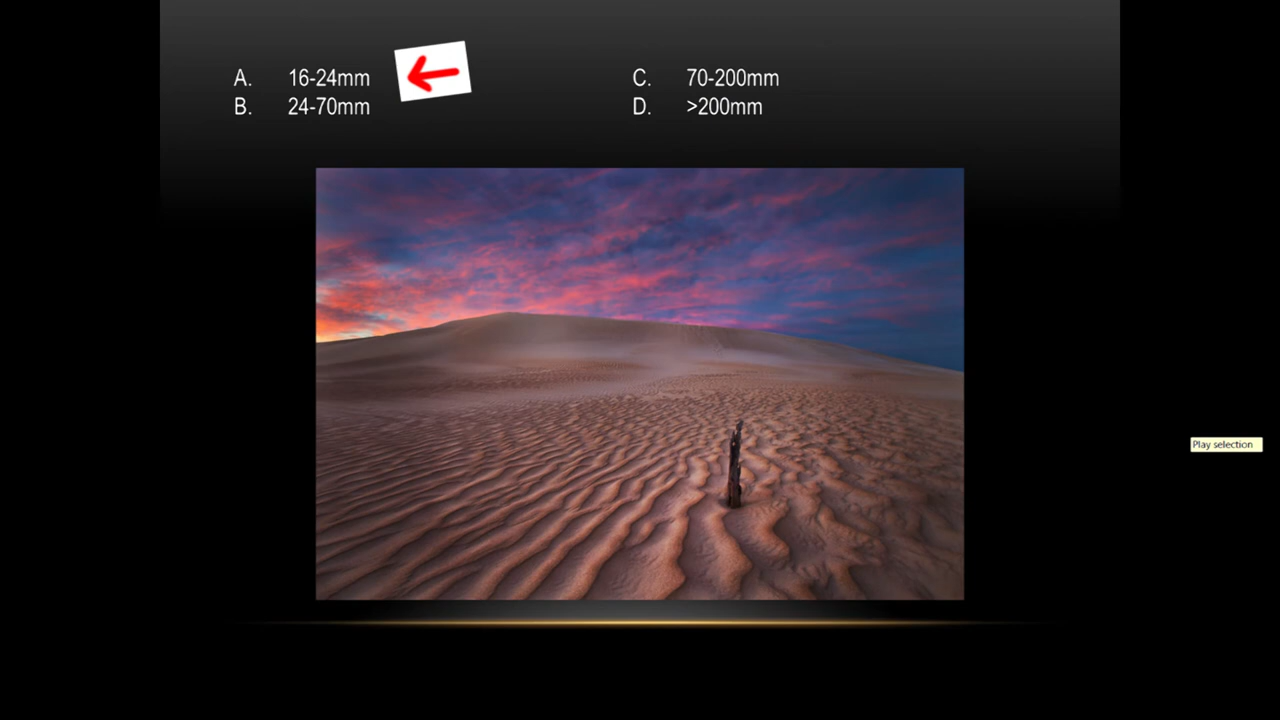 A. 16-24mm
B. 24-70mm
C. 70-200mm
D. >200mm
Play selection